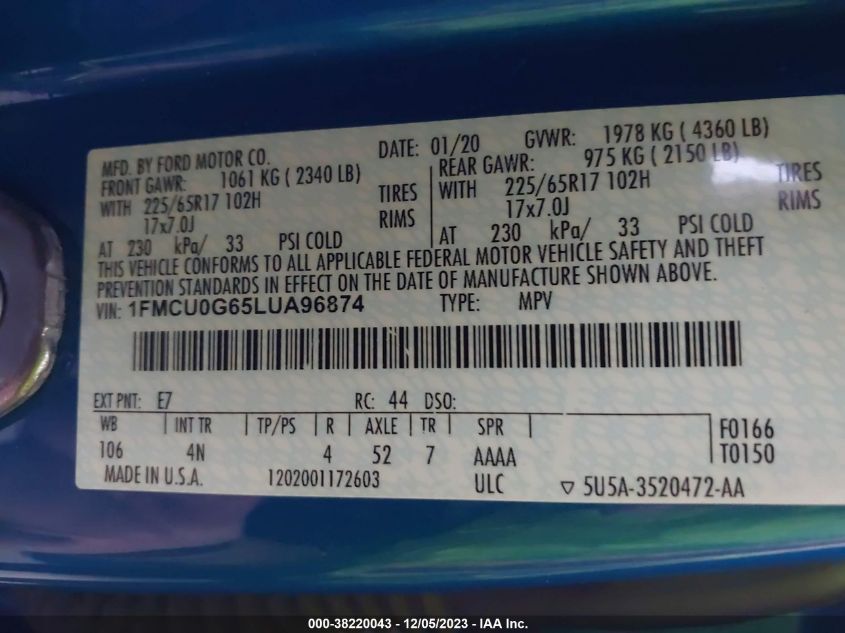 MFD. BY FORD MOTOR CO. DATE: 01/20 GVWR: 1978 KG ( 4360 LB)
FRONT GAWR: 1061 KG ( 2340 LB) REAR GAWR: 975 KG ( 2150 LB)
WITH 225/65R17 102H TIRES WITH 225/65R17 102H TIRES
17x7.0J RIMS 17x7.0J RIMS
AT 230 kPa/ 33 PSI COLD AT 230 kPa/ 33 PSI COLD
THIS VEHICLE CONFORMS TO ALL APPLICABLE FEDERAL MOTOR VEHICLE SAFETY AND THEFT
PREVENTION STANDARDS IN EFFECT ON THE DATE OF MANUFACTURE SHOWN ABOVE.
VIN: 1FMCU0G65LUA96874 TYPE: MPV
EXT PNT: E7 RC: 44 DSO:
WB INT TR TP/PS R AXLE TR SPR F0166
106 4N 4 52 7 AAAA T0150
MADE IN U.S.A. 1202001172603 ULC ▽ 5U5A-3520472-AA
000-38220043 - 12/05/2023 - IAA Inc.